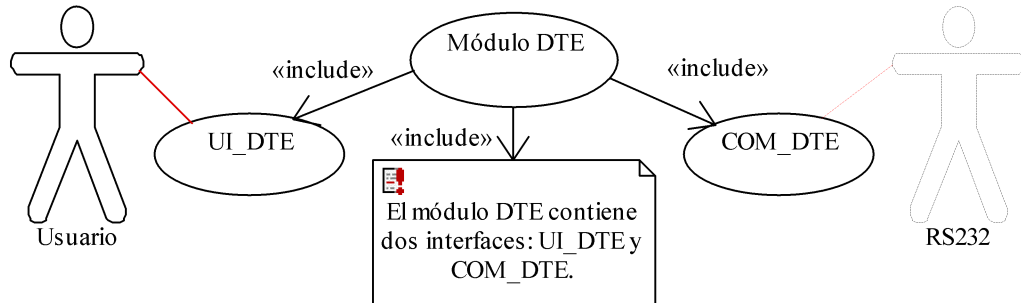 Módulo DTE
«include»
«include»
UI_DTE
«include»
COM_DTE
El módulo DTE contiene
dos interfaces: UI_DTE y
COM_DTE.
Usuario
RS232